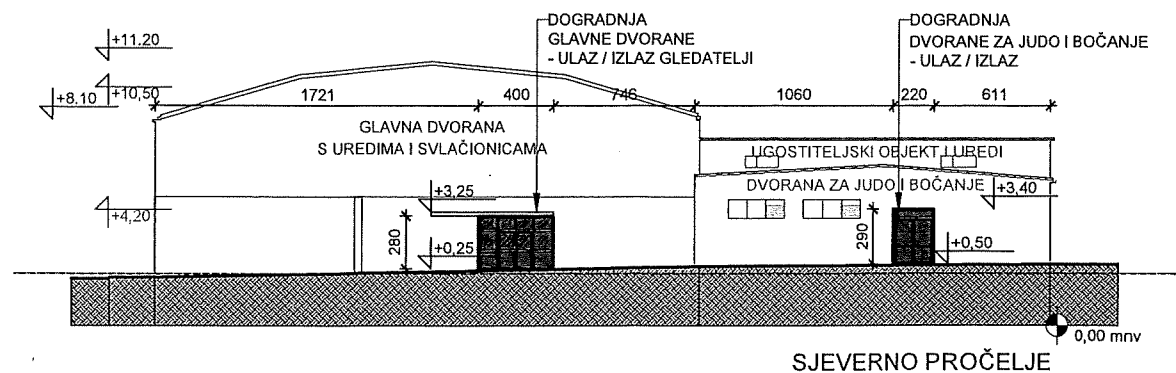 DOGRADNJA
GLAVNE DVORANE
- ULAZ / IZLAZ GLEDATELJI
DOGRADNJA
DVORANE ZA JUDO I BOČANJE
- ULAZ / IZLAZ
+11.20
+10,50
+8.10
1721
400
746
1060
220
611
GLAVNA DVORANA
S UREDIMA I SVLAČIONICAMA
UGOSTITELJSKI OBJEKT I UREDI
DVORANA ZA JUDO I BOČANJE
+3,40
+3,25
+4,20
280
+0,25
290
+0,50
0,00 mnv
SJEVERNO PROČELJE